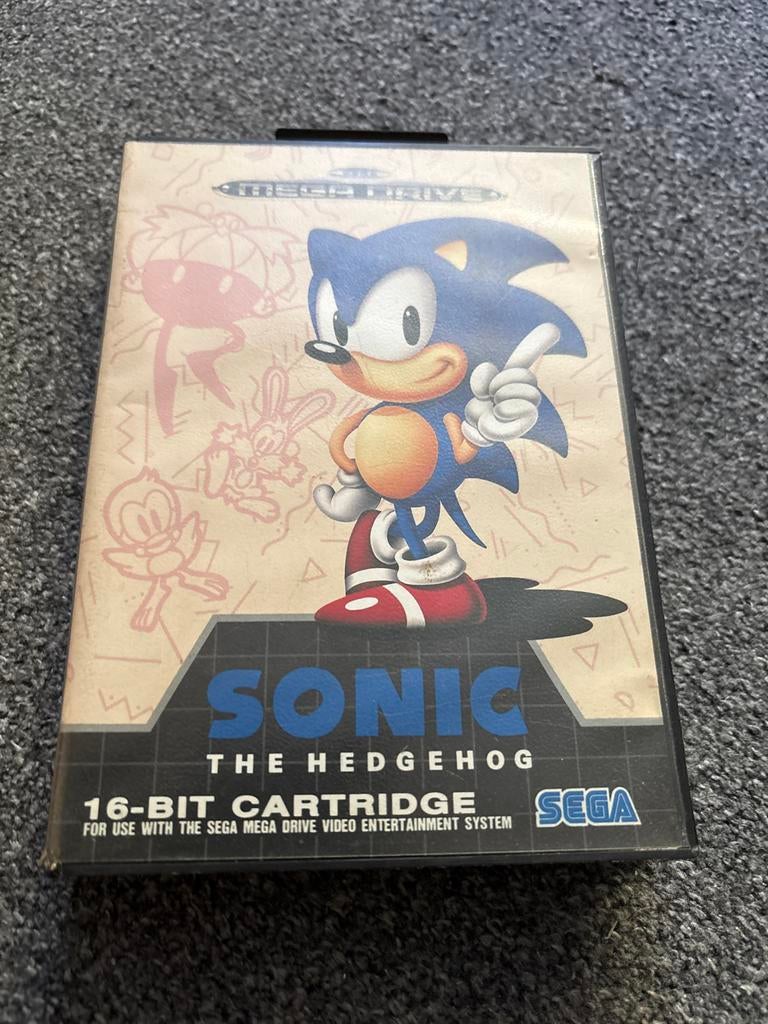 MEGA DRIVE
SONIC
THE HEDGEHOG
16-BIT CARTRIDGE
FOR USE WITH THE SEGA MEGA DRIVE VIDEO ENTERTAINMENT SYSTEM
SEGA